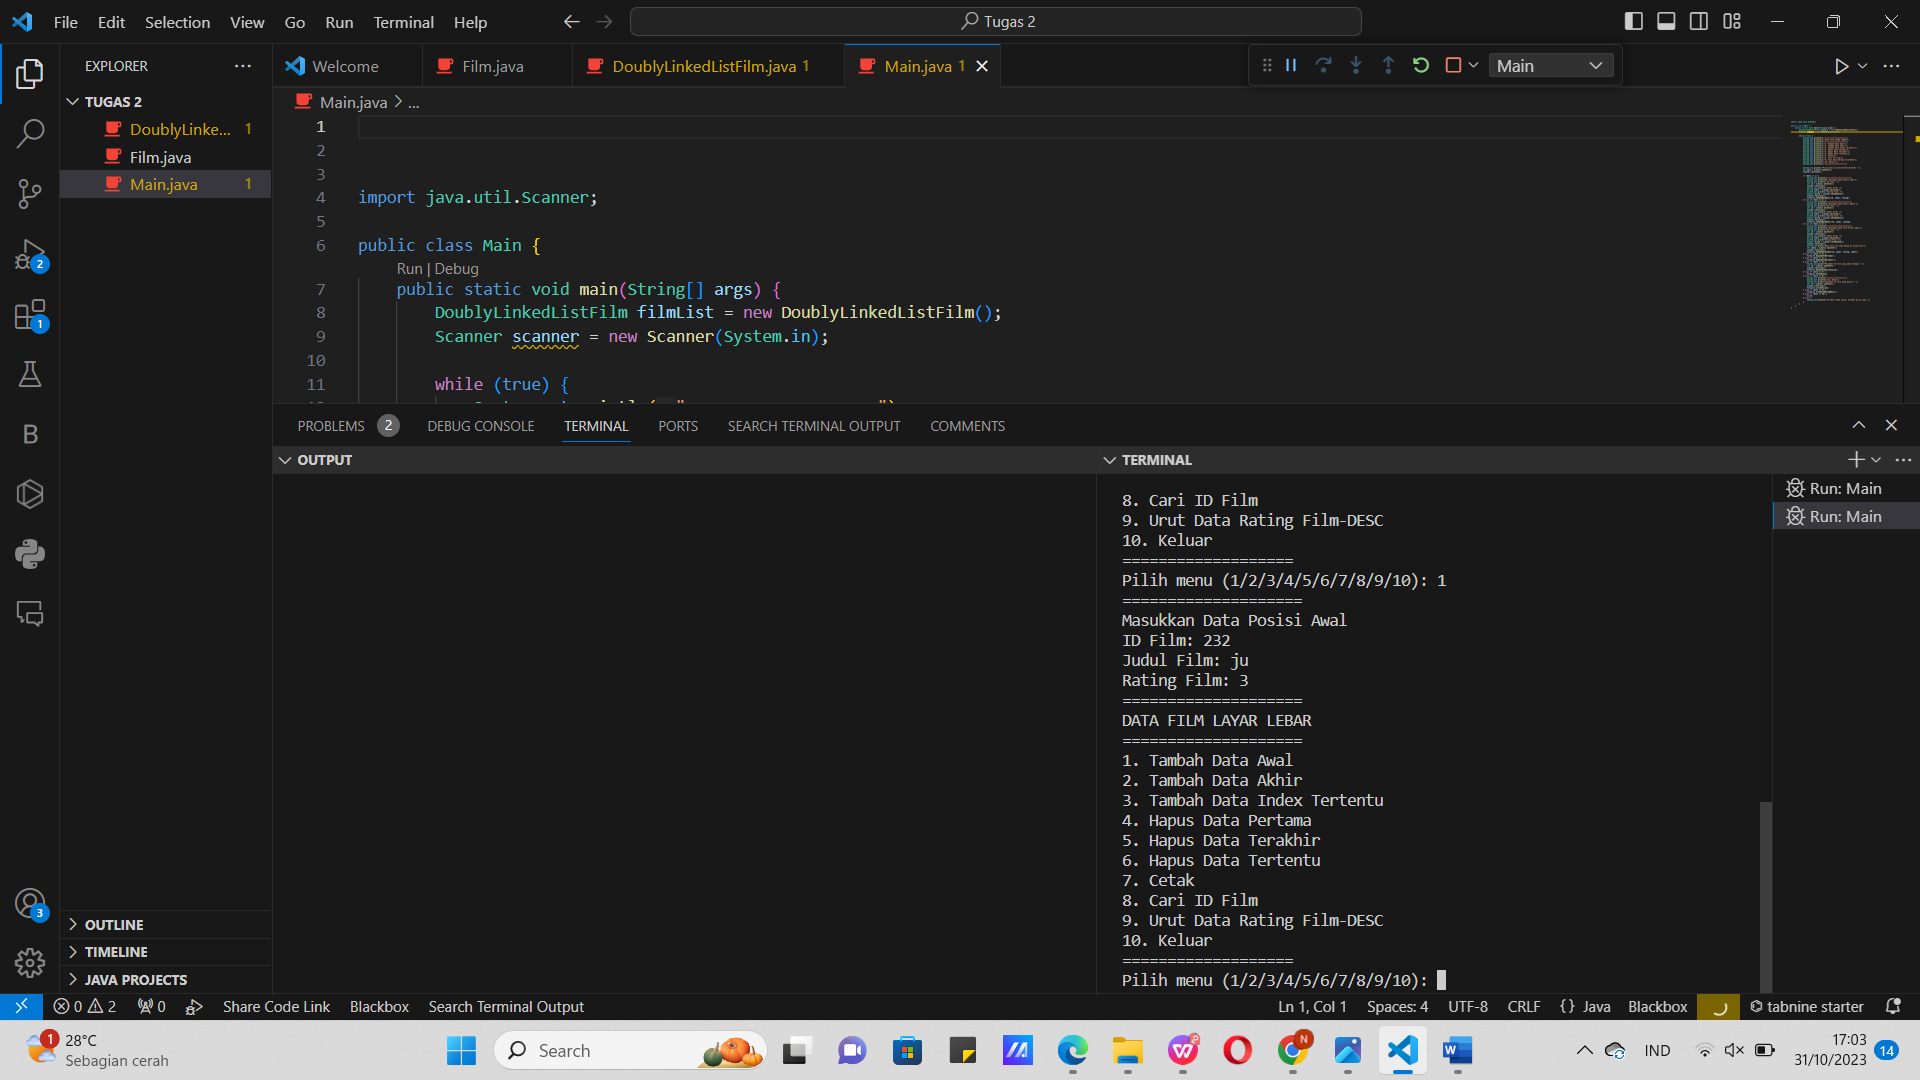 File Edit Selection View Go Run Terminal Help
Tugas 2
EXPLORER
TUGAS 2
DoublyLinke... 1
Film.java
Main.java 1
OUTLINE
TIMELINE
JAVA PROJECTS
Welcome
Film.java
DoublyLinkedListFilm.java 1
Main.java 1
Main
Main.java > ...
1
2
3
4 import java.util.Scanner;
5
6 public class Main {
Run | Debug
7 public static void main(String[] args) {
8 DoublyLinkedListFilm filmList = new DoublyLinkedListFilm();
9 Scanner scanner = new Scanner(System.in);
10
11 while (true) {
PROBLEMS 2 DEBUG CONSOLE TERMINAL PORTS SEARCH TERMINAL OUTPUT COMMENTS
OUTPUT
TERMINAL
8. Cari ID Film
9. Urut Data Rating Film-DESC
10. Keluar
===================
Pilih menu (1/2/3/4/5/6/7/8/9/10): 1
====================
Masukkan Data Posisi Awal
ID Film: 232
Judul Film: ju
Rating Film: 3
====================
DATA FILM LAYAR LEBAR
====================
1. Tambah Data Awal
2. Tambah Data Akhir
3. Tambah Data Index Tertentu
4. Hapus Data Pertama
5. Hapus Data Terakhir
6. Hapus Data Tertentu
7. Cetak
8. Cari ID Film
9. Urut Data Rating Film-DESC
10. Keluar
===================
Pilih menu (1/2/3/4/5/6/7/8/9/10):
Run: Main
Run: Main
0 2 0 Share Code Link Blackbox Search Terminal Output
Ln 1, Col 1 Spaces: 4 UTF-8 CRLF {} Java Blackbox tabnine starter
28°C
Sebagian cerah
Search
IND
17:03
31/10/2023
14